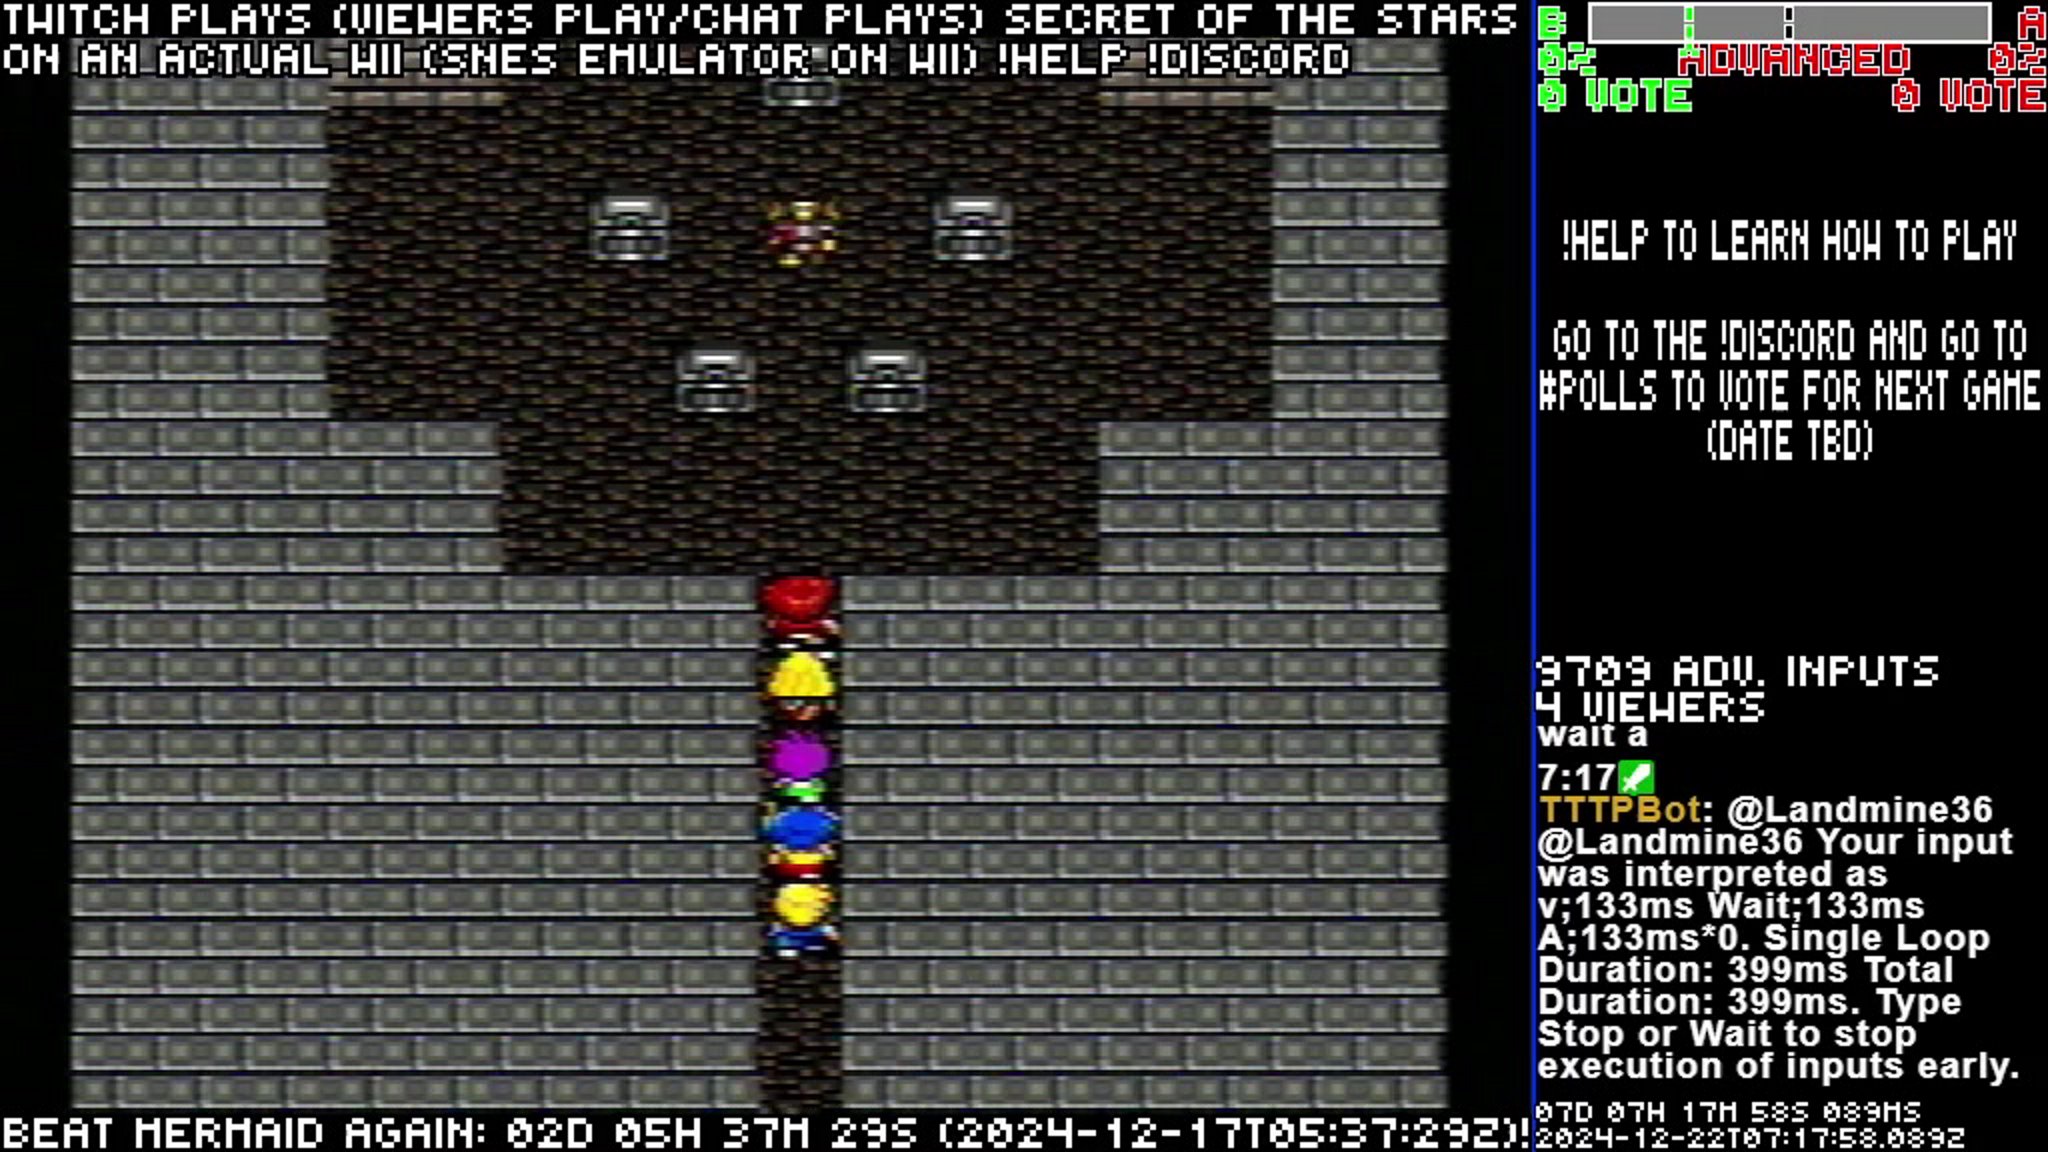 TWITCH PLAYS (VIEWERS PLAY/CHAT PLAYS) SECRET OF THE STARS
ON AN ACTUAL WII (SNES EMULATOR ON WII) !HELP !DISCORD
B A
0% ADVANCED 0%
0 VOTE 0 VOTE
!HELP TO LEARN HOW TO PLAY
GO TO THE !DISCORD AND GO TO
#POLLS TO VOTE FOR NEXT GAME
(DATE TBD)
9709 ADV. INPUTS
4 VIEWERS
wait a
7:17
TTTPBot: @Landmine36
@Landmine36 Your input
was interpreted as
v;133ms Wait;133ms
A;133ms*0. Single Loop
Duration: 399ms Total
Duration: 399ms. Type
Stop or Wait to stop
execution of inputs early.
07D 07H 17M 58S 089MS
2024-12-22T07:17:58.089Z
BEAT MERMAID AGAIN: 02D 05H 37M 29S (2024-12-17T05:37:29Z)!